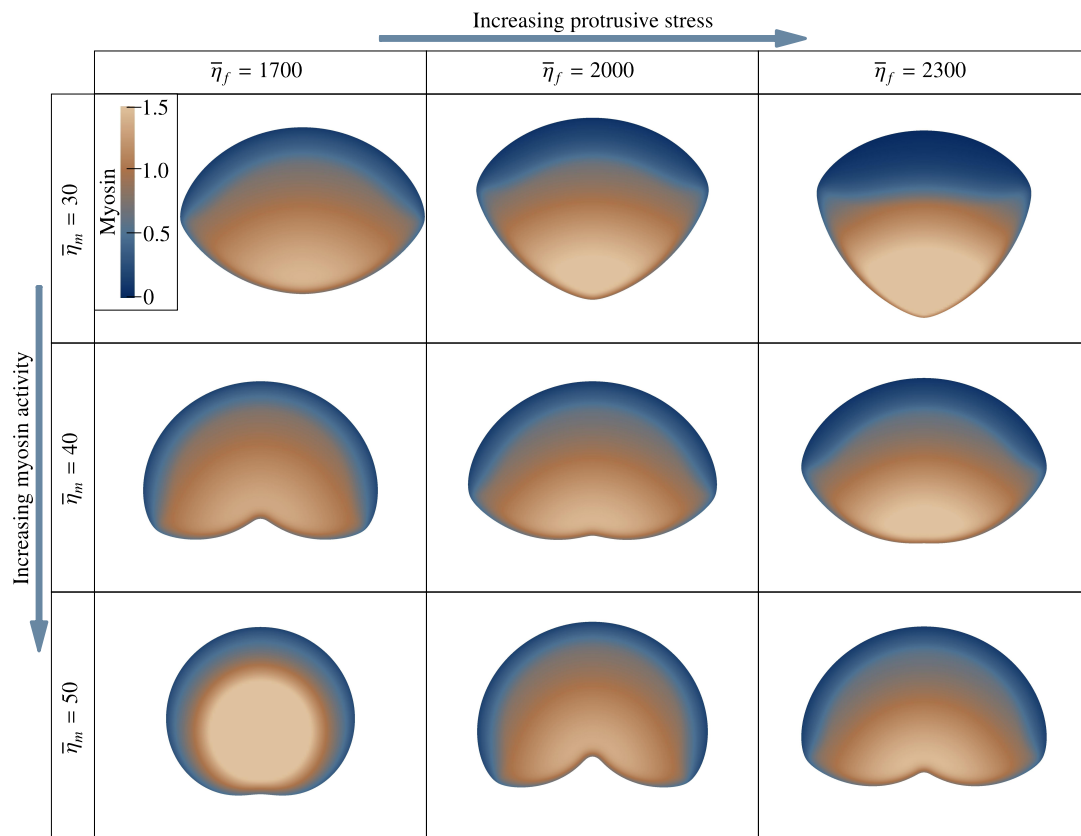 Increasing protrusive stress
η̅_f = 1700
η̅_f = 2000
η̅_f = 2300
Increasing myosin activity
η̅_m = 30
Myosin
1.5
1.0
0.5
0
η̅_m = 40
η̅_m = 50